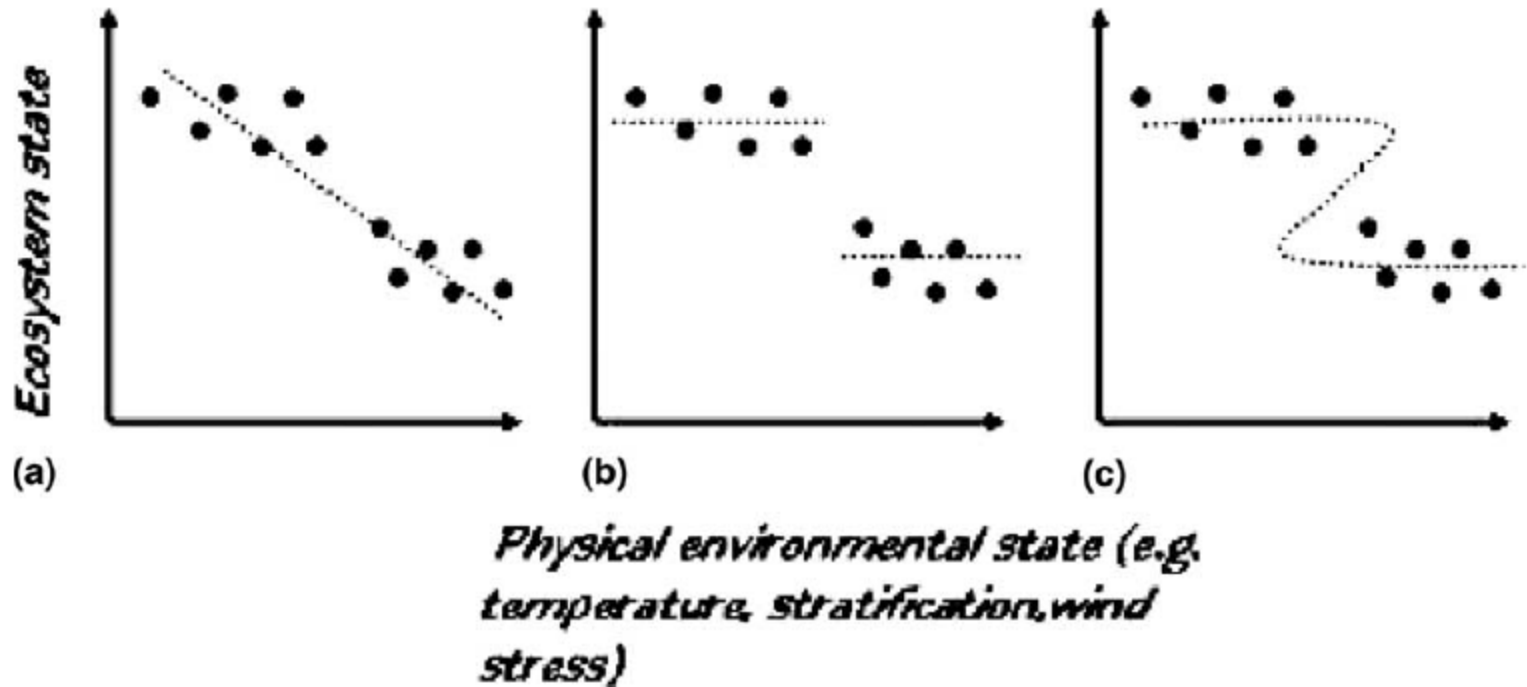 Ecosystem state
(a)
(b)
(c)
Physical environmental state (e.g.
temperature, stratification,wind
stress)